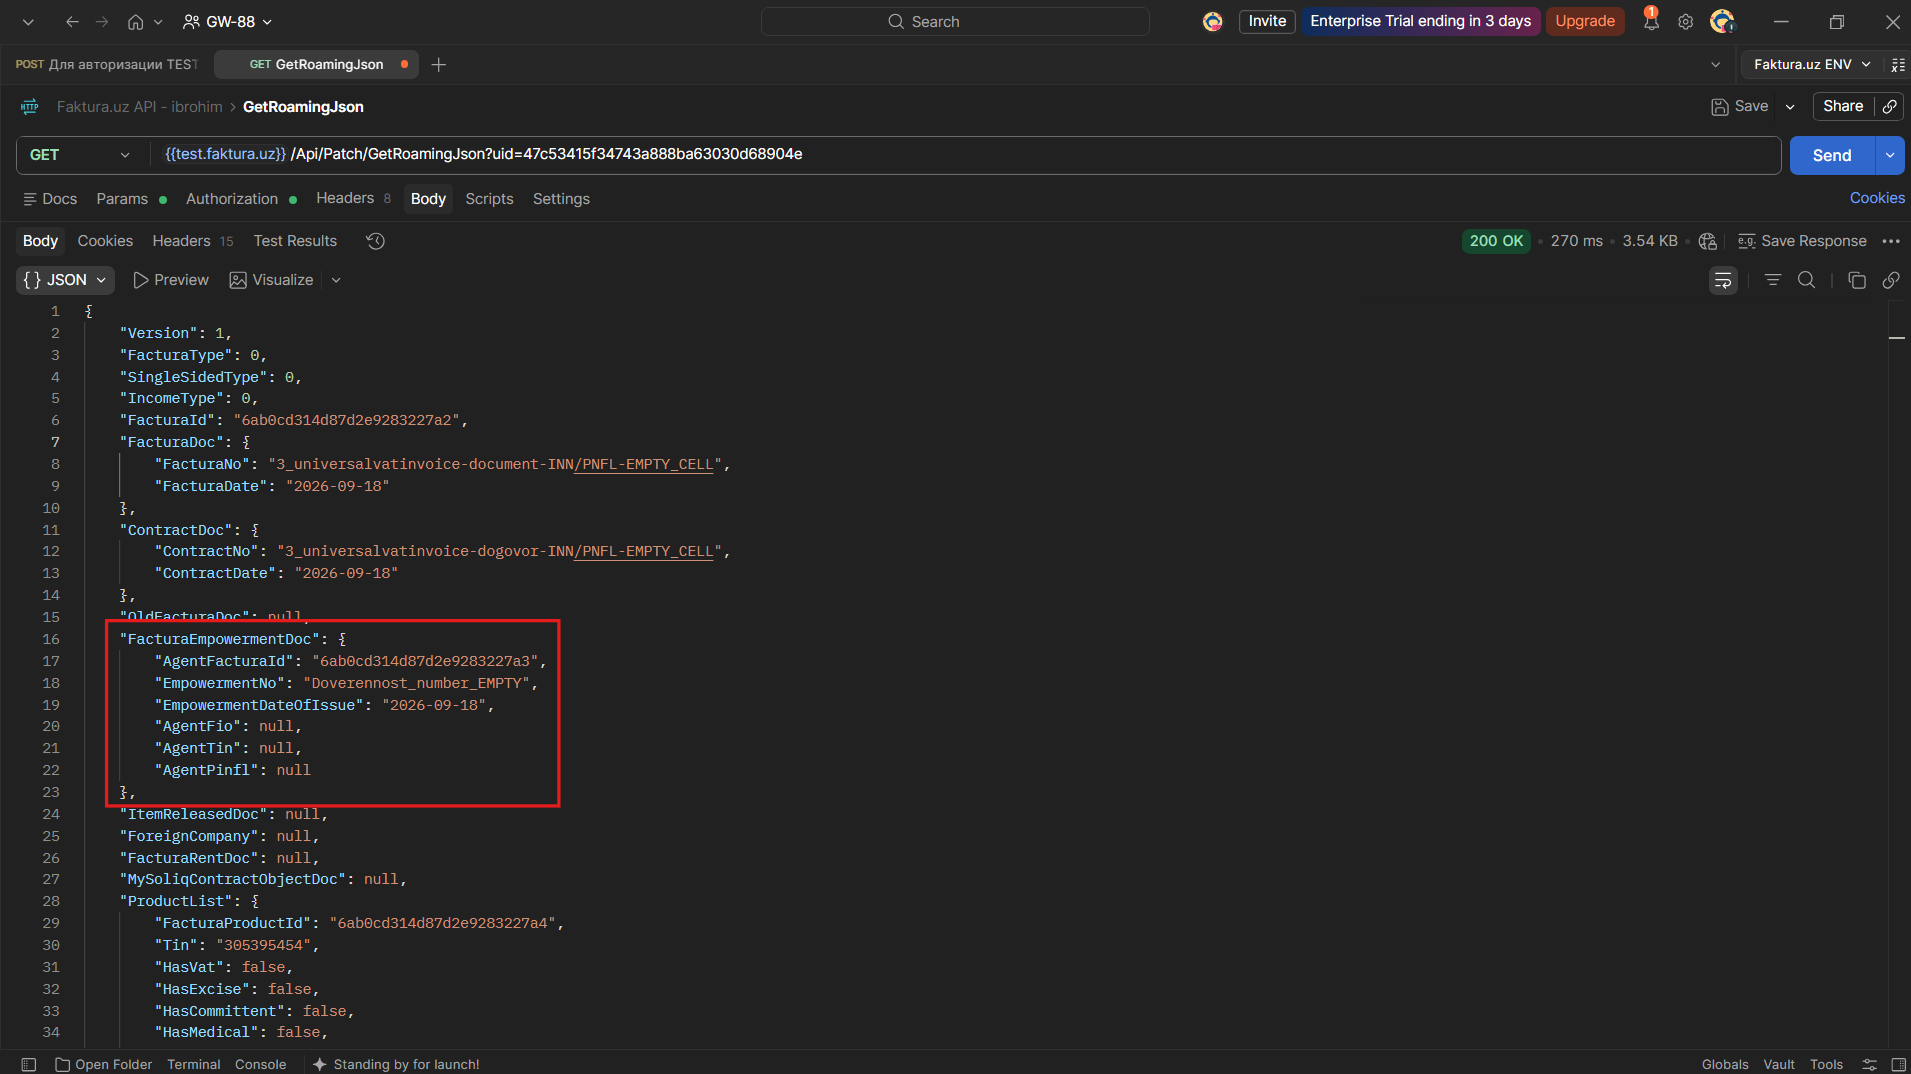 GW-88
Search
Invite
Enterprise Trial ending in 3 days
Upgrade
1
POST Для авторизации TEST
GET GetRoamingJson
Faktura.uz ENV
HTTP
Faktura.uz API - ibrohim > GetRoamingJson
Save
Share
GET
{{test.faktura.uz}} /Api/Patch/GetRoamingJson?uid=47c53415f34743a888ba63030d68904e
Send
Docs Params Authorization Headers 8 Body Scripts Settings
Cookies
Body Cookies Headers 15 Test Results
200 OK • 270 ms • 3.54 KB • e.g. Save Response
{} JSON Preview Visualize
1 {
2 "Version": 1,
3 "FacturaType": 0,
4 "SingleSidedType": 0,
5 "IncomeType": 0,
6 "FacturaId": "6ab0cd314d87d2e9283227a2",
7 "FacturaDoc": {
8 "FacturaNo": "3_universalvatinvoice-document-INN/PNFL-EMPTY_CELL",
9 "FacturaDate": "2026-09-18"
10 },
11 "ContractDoc": {
12 "ContractNo": "3_universalvatinvoice-dogovor-INN/PNFL-EMPTY_CELL",
13 "ContractDate": "2026-09-18"
14 },
15 "OldFacturaDoc": null,
16 "FacturaEmpowermentDoc": {
17 "AgentFacturaId": "6ab0cd314d87d2e9283227a3",
18 "EmpowermentNo": "Doverennost_number_EMPTY",
19 "EmpowermentDateOfIssue": "2026-09-18",
20 "AgentFio": null,
21 "AgentTin": null,
22 "AgentPinfl": null
23 },
24 "ItemReleasedDoc": null,
25 "ForeignCompany": null,
26 "FacturaRentDoc": null,
27 "MySoliqContractObjectDoc": null,
28 "ProductList": {
29 "FacturaProductId": "6ab0cd314d87d2e9283227a4",
30 "Tin": "305395454",
31 "HasVat": false,
32 "HasExcise": false,
33 "HasCommittent": false,
34 "HasMedical": false,
Open Folder Terminal Console Standing by for launch!
Globals Vault Tools